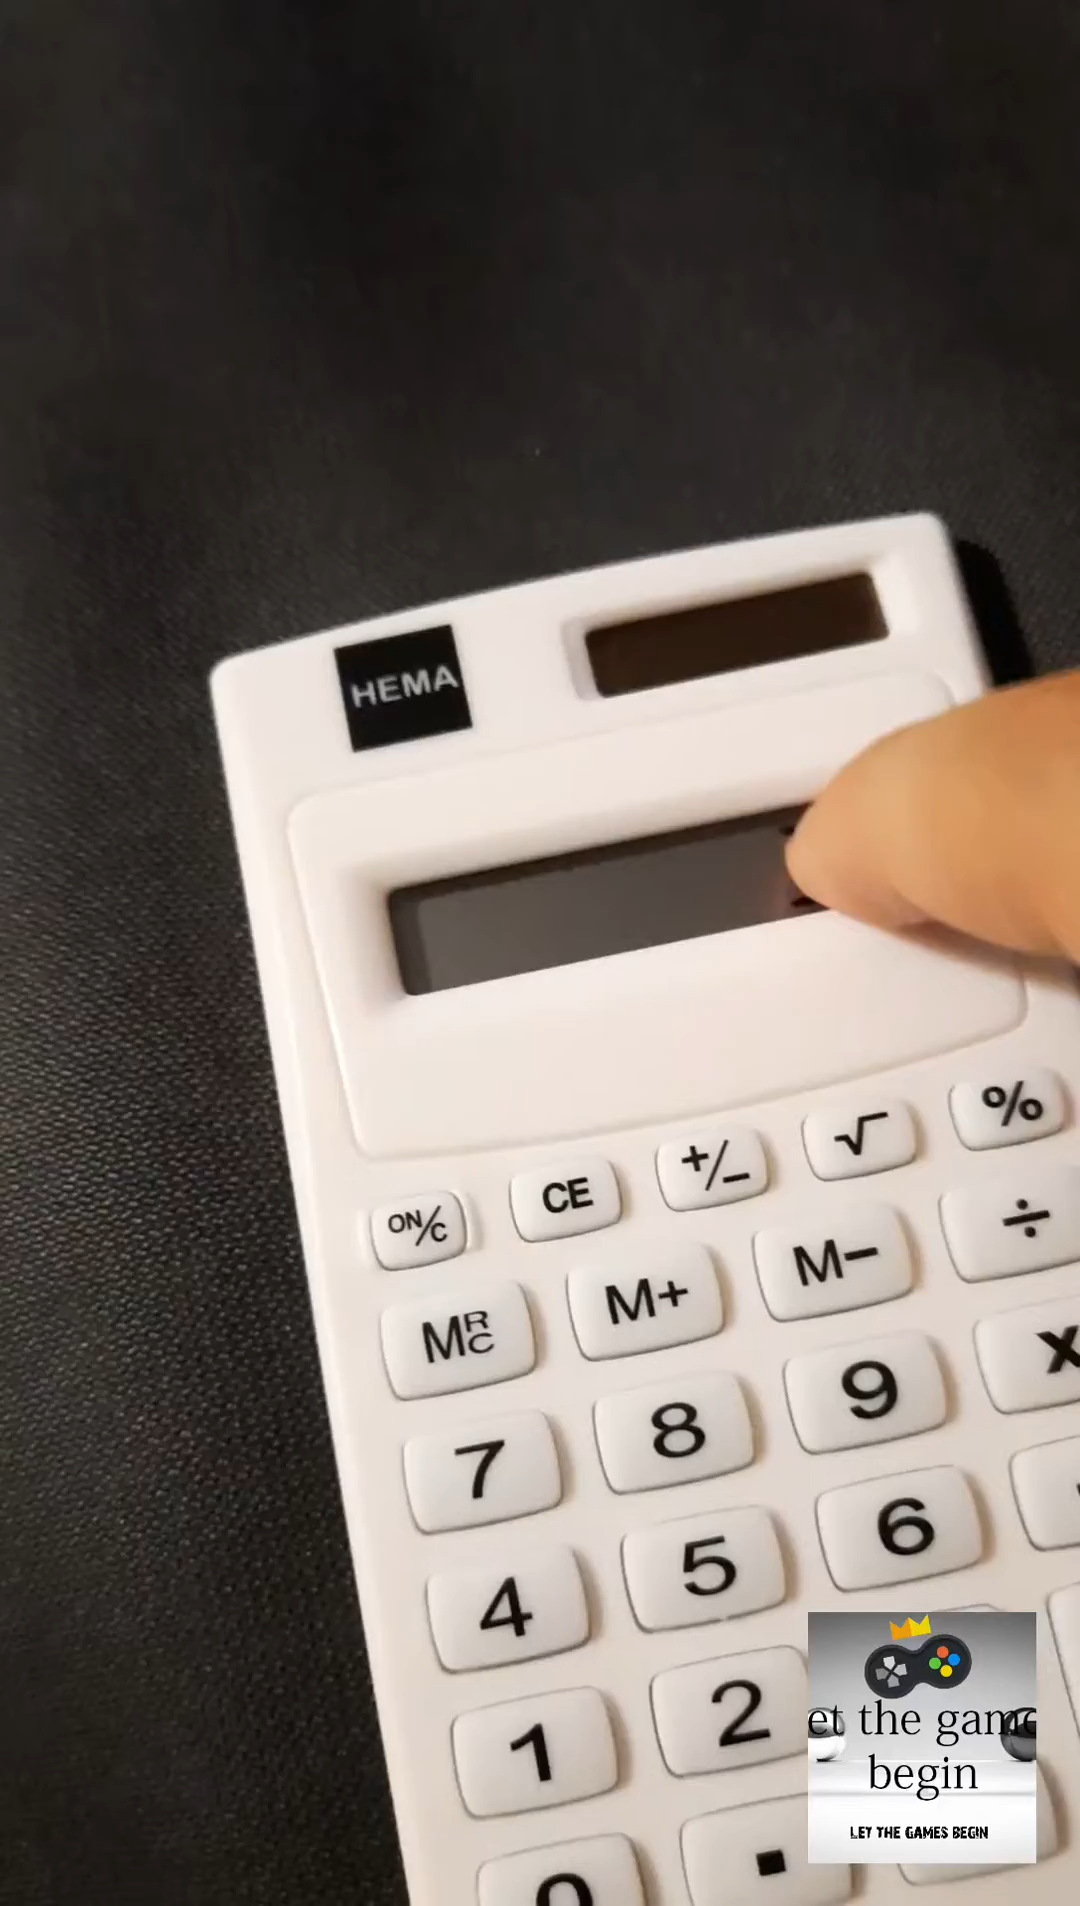 HEMA
ON/C CE +/− √ %
MRC M+ M− ÷
7 8 9 X
4 5 6
1 2
0 .
et the game
begin
LET THE GAMES BEGIN